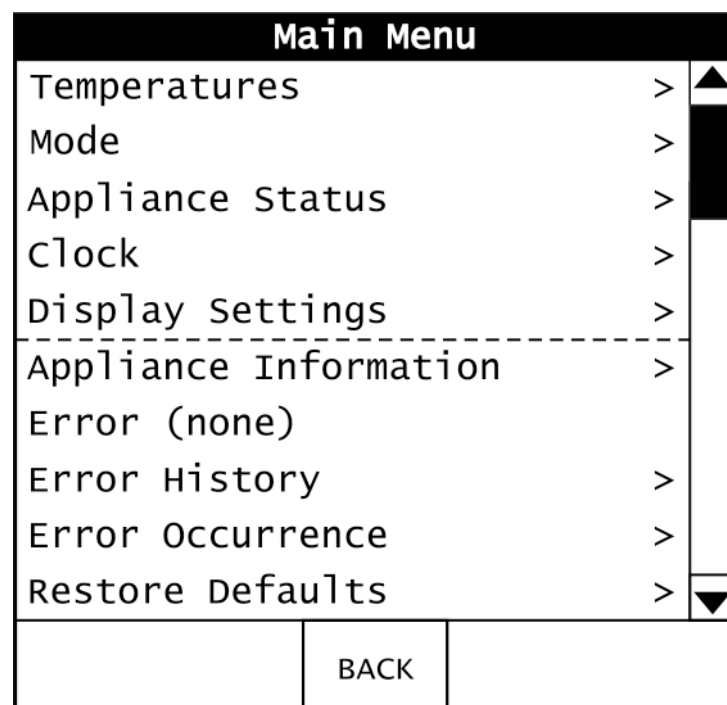 Main Menu
Temperatures >
Mode >
Appliance Status >
Clock >
Display Settings >
Appliance Information >
Error (none)
Error History >
Error Occurrence >
Restore Defaults >
BACK